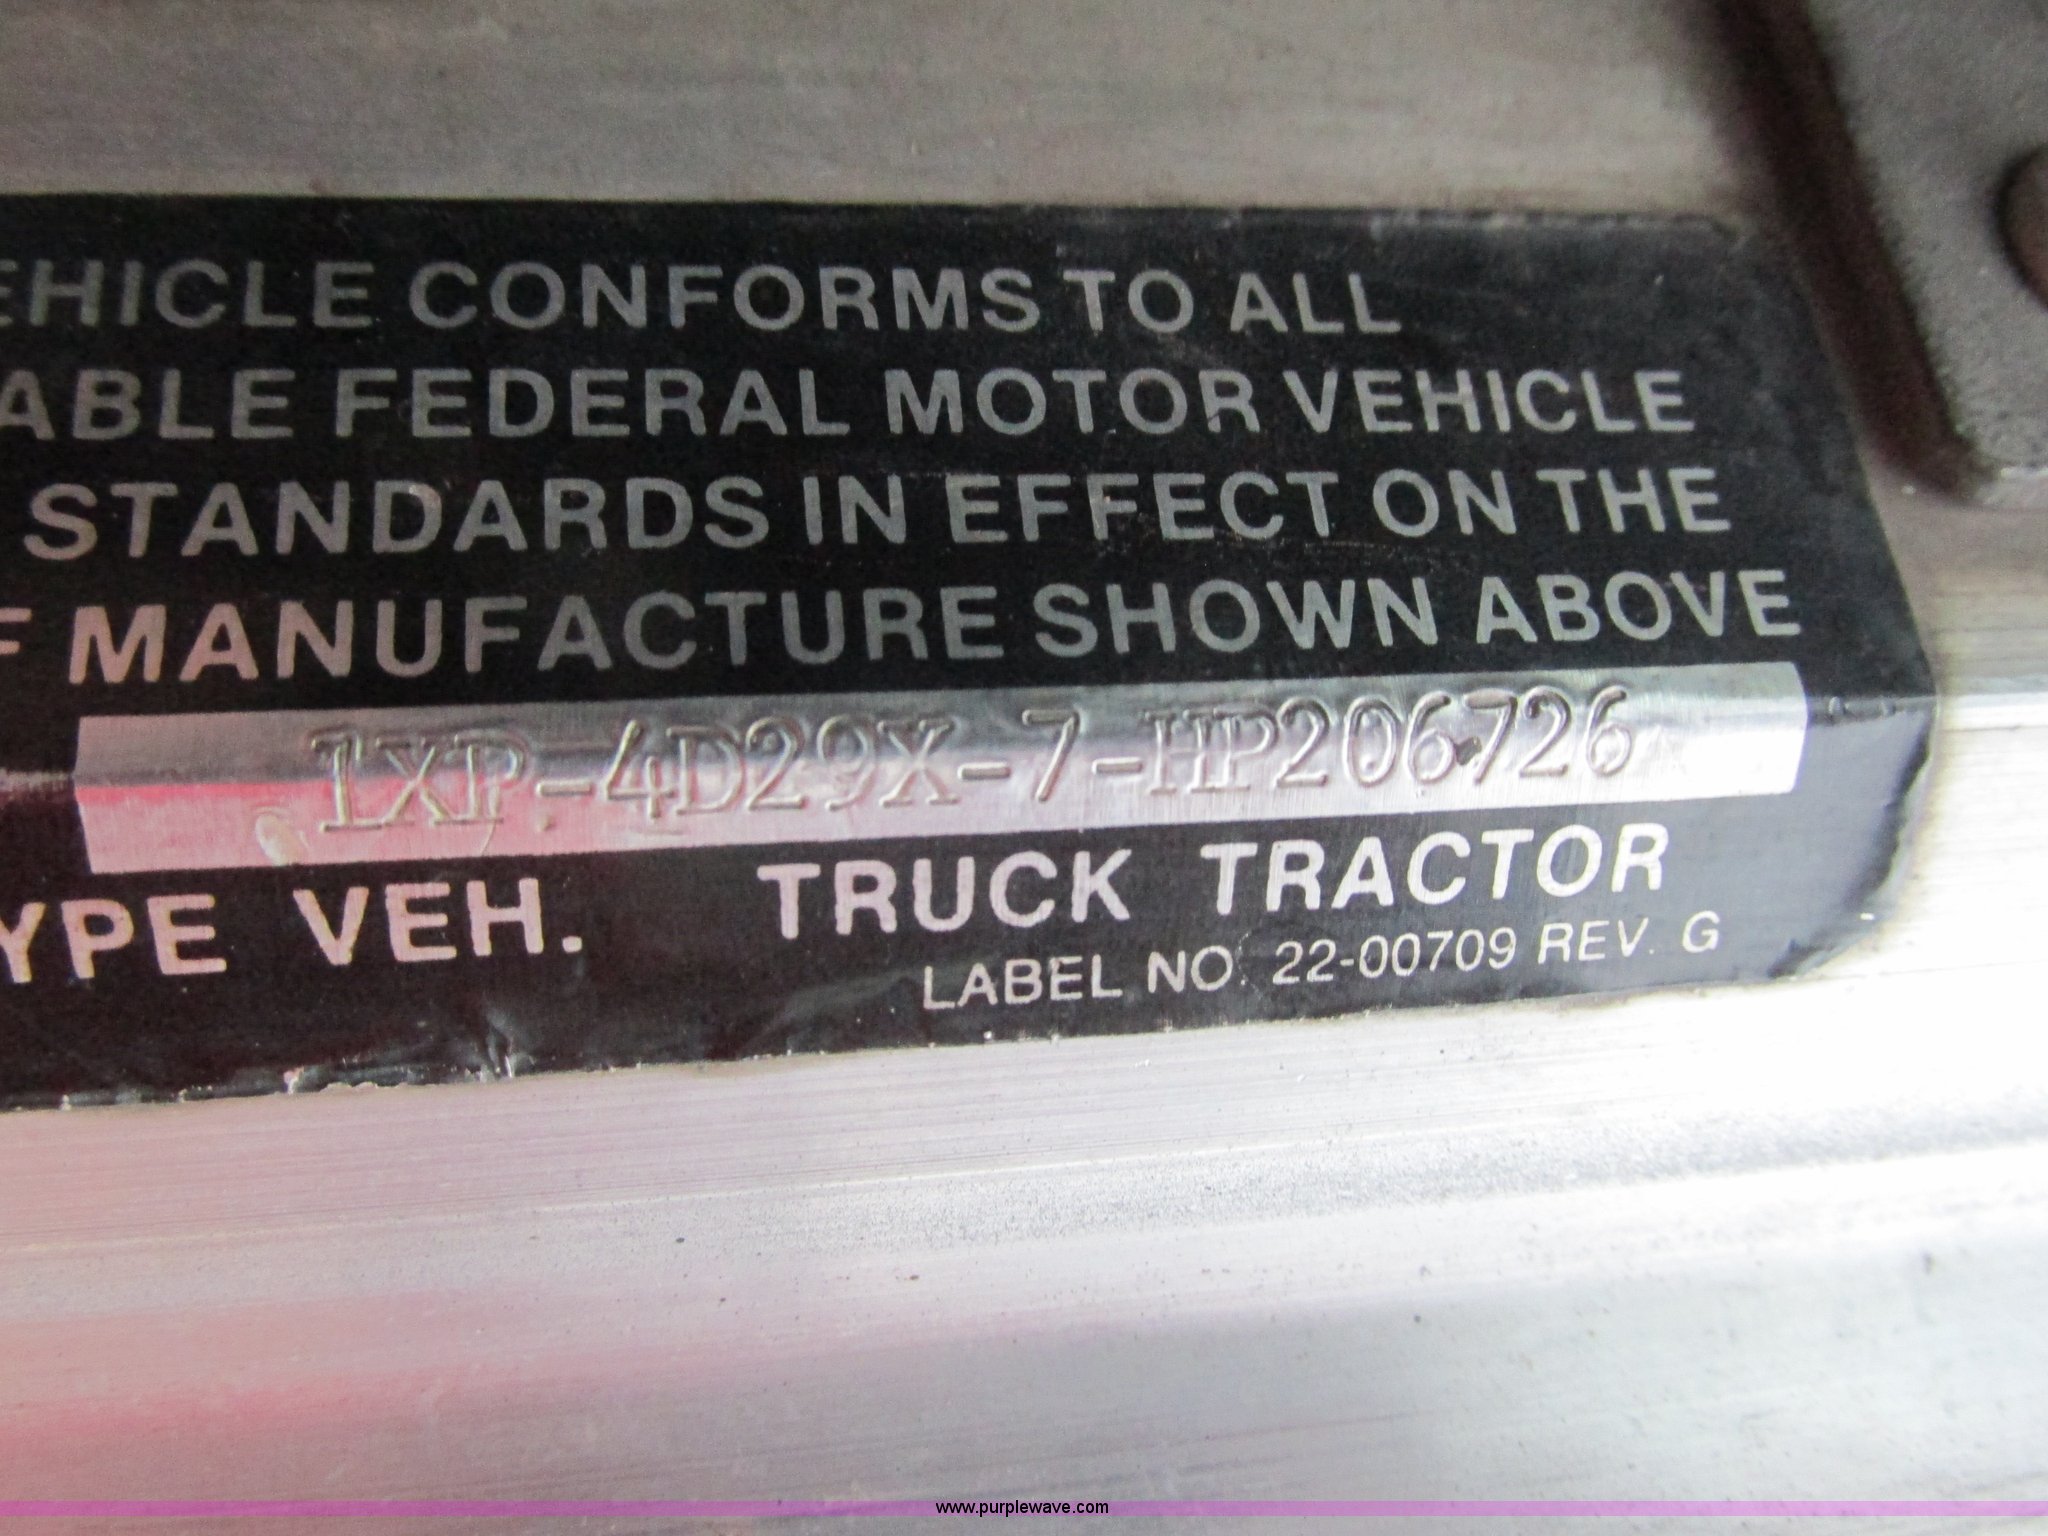 EHICLE CONFORMS TO ALL
ABLE FEDERAL MOTOR VEHICLE
STANDARDS IN EFFECT ON THE
F MANUFACTURE SHOWN ABOVE
1XP-4D29X-7-HP206726
YPE VEH. TRUCK TRACTOR
LABEL NO. 22-00709 REV. G
www.purplewave.com